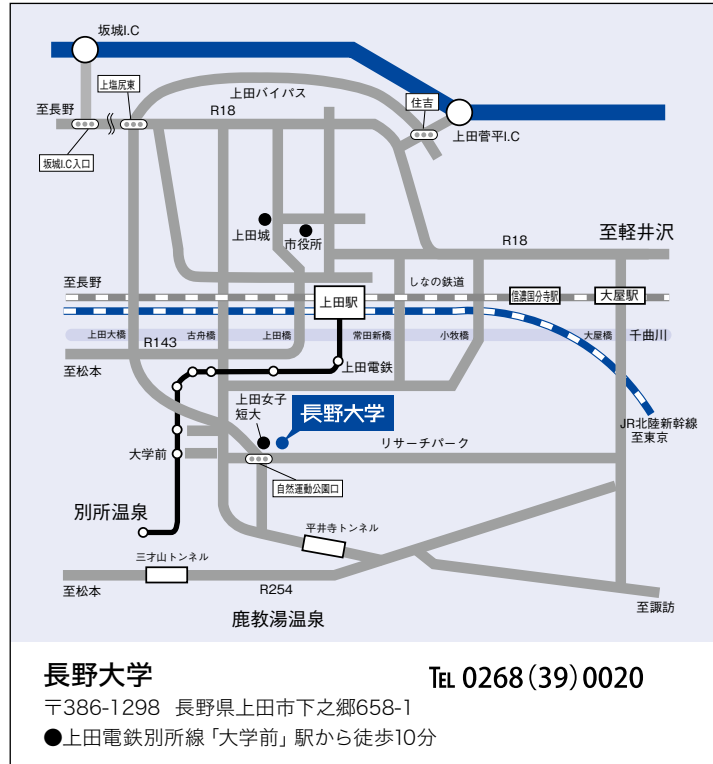 坂城I.C
上塩尻東
上田バイパス
住吉
至長野
R18
坂城I.C入口
上田菅平I.C
上田城
市役所
R18
至軽井沢
至長野
しなの鉄道
上田駅
信濃国分寺駅
大屋駅
上田大橋
古舟橋
上田橋
常田新橋
小牧橋
大屋橋
千曲川
R143
至松本
上田電鉄
上田女子
短大
長野大学
JR北陸新幹線
至東京
大学前
リサーチパーク
自然運動公園口
別所温泉
平井寺トンネル
三才山トンネル
至松本
R254
至諏訪
鹿教湯温泉
長野大学
TEL 0268(39)0020
〒386-1298 長野県上田市下之郷658-1
●上田電鉄別所線「大学前」駅から徒歩10分